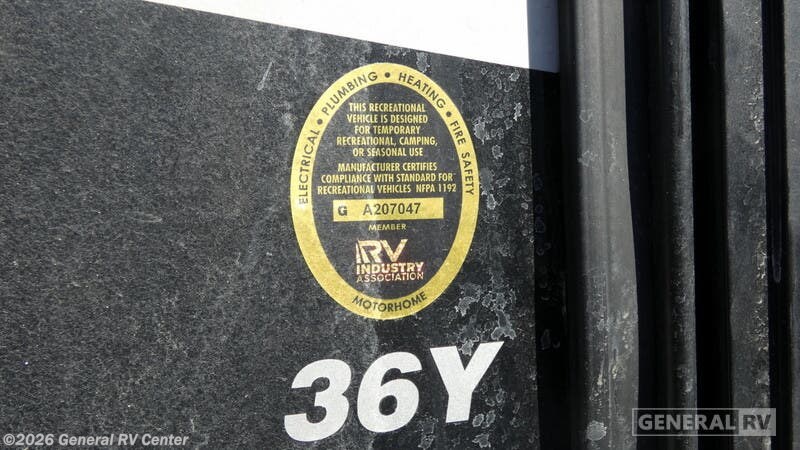 ELECTRICAL • PLUMBING • HEATING • FIRE SAFETY
THIS RECREATIONAL
VEHICLE IS DESIGNED
FOR TEMPORARY
RECREATIONAL, CAMPING,
OR SEASONAL USE
MANUFACTURER CERTIFIES
COMPLIANCE WITH STANDARD FOR
RECREATIONAL VEHICLES NFPA 1192
G A207047
MEMBER
RV
INDUSTRY
ASSOCIATION
MOTORHOME
36Y
GENERAL RV
©2026 General RV Center